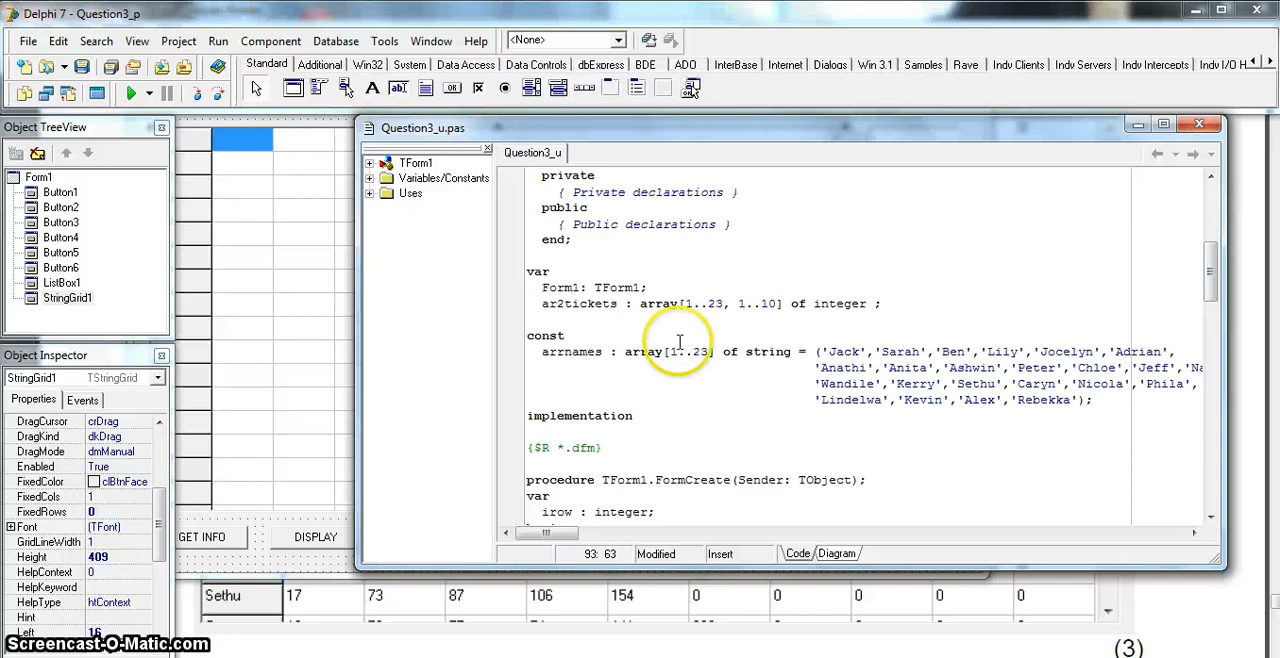 Delphi 7 - Question3_p
File Edit Search View Project Run Component Database Tools Window Help <None>
Standard Additional Win32 System Data Access Data Controls dbExpress BDE ADO InterBase Internet Dialogs Win 3.1 Samples Rave Indy Clients Indy Servers Indy Intercepts Indy I/O H
Object TreeView
Form1
Button1
Button2
Button3
Button4
Button5
Button6
ListBox1
StringGrid1
Object Inspector
StringGrid1 TStringGrid
Properties Events
DragCursor crDrag
DragKind dkDrag
DragMode dmManual
Enabled True
FixedColor clBtnFace
FixedCols 1
FixedRows 0
Font (TFont)
GridLineWidth 1
Height 409
HelpContext 0
HelpKeyword
HelpType htContext
Hint
Left 16
Question3_u.pas
TForm1
Variables/Constants
Uses
Question3_u
private
{ Private declarations }
public
{ Public declarations }
end;
var
Form1: TForm1;
ar2tickets : array[1..23, 1..10] of integer ;
const
arrnames : array[1..23] of string = ('Jack','Sarah','Ben','Lily','Jocelyn','Adrian',
'Anathi','Anita','Ashwin','Peter','Chloe','Jeff','Na
'Wandile','Kerry','Sethu','Caryn','Nicola','Phila',
'Lindelwa','Kevin','Alex','Rebekka');
implementation
{$R *.dfm}
procedure TForm1.FormCreate(Sender: TObject);
var
irow : integer;
93: 63 Modified Insert Code Diagram
GET INFO DISPLAY
Sethu 17 73 87 106 154 0 0 0 0 0
(3)
Screencast-O-Matic.com